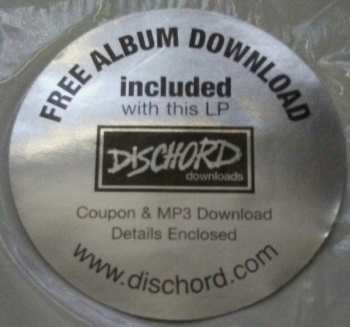 FREE ALBUM DOWNLOAD
included
with this LP
DISCHORD
downloads
Coupon & MP3 Download
Details Enclosed
www.dischord.com